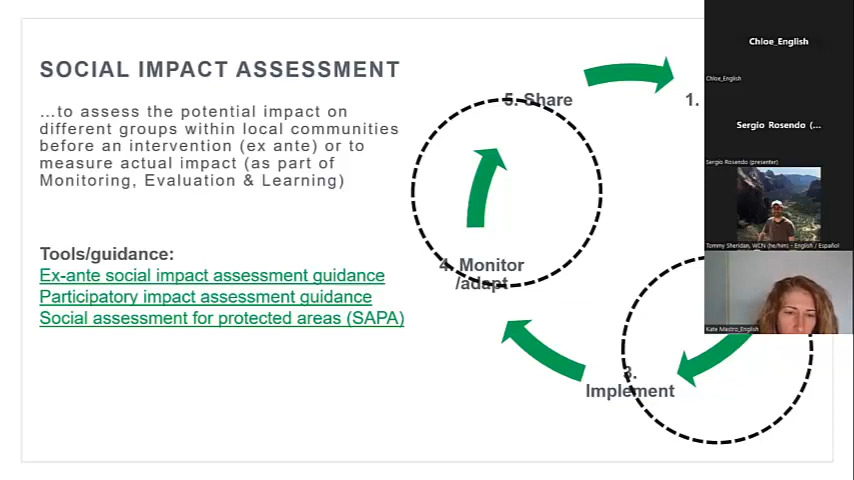 SOCIAL IMPACT ASSESSMENT
...to assess the potential impact on
different groups within local communities
before an intervention (ex ante) or to
measure actual impact (as part of
Monitoring, Evaluation & Learning)
Tools/guidance:
Ex-ante social impact assessment guidance
Participatory impact assessment guidance
Social assessment for protected areas (SAPA)
5. Share
1.
4. Monitor
/adapt
3.
Implement
Chloe_English
Chloe_English
Sergio Rosendo (...
Sergio Rosendo (presenter)
Tommy Sheridan, WCN (he/him) - English / Español
Kate Mastro_English